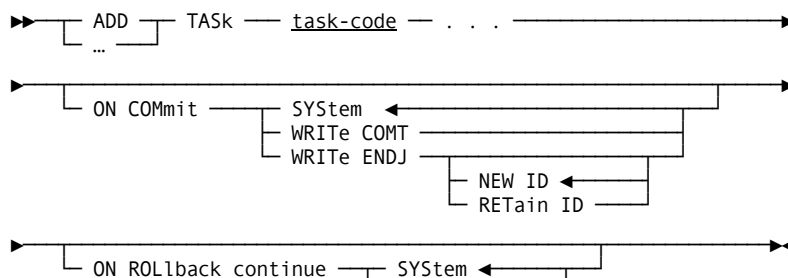 ADD TASk task-code . . .
…
ON COMmit SYStem
WRITe COMT
WRITe ENDJ
NEW ID
RETain ID
ON ROLlback continue SYStem